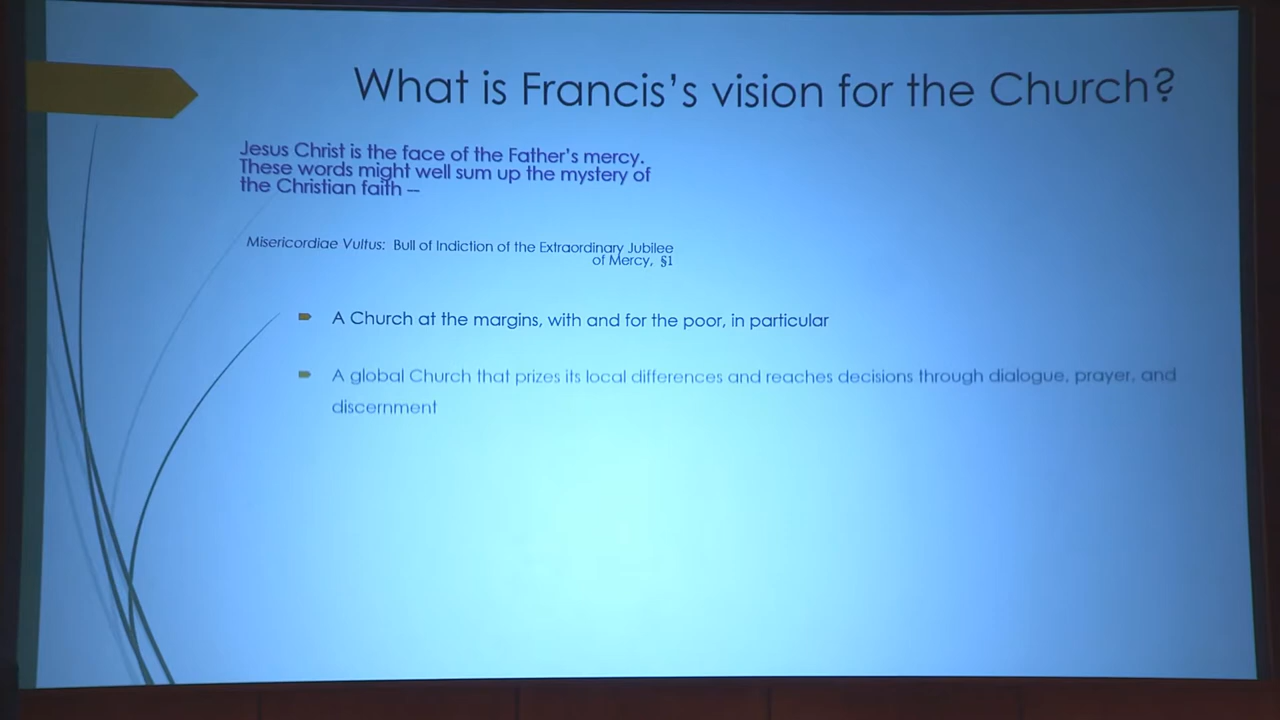 What is Francis's vision for the Church?
Jesus Christ is the face of the Father's mercy.
These words might well sum up the mystery of
the Christian faith –
Misericordiae Vultus: Bull of Indiction of the Extraordinary Jubilee
of Mercy, §1
A Church at the margins, with and for the poor, in particular
A global Church that prizes its local differences and reaches decisions through dialogue, prayer, and
discernment